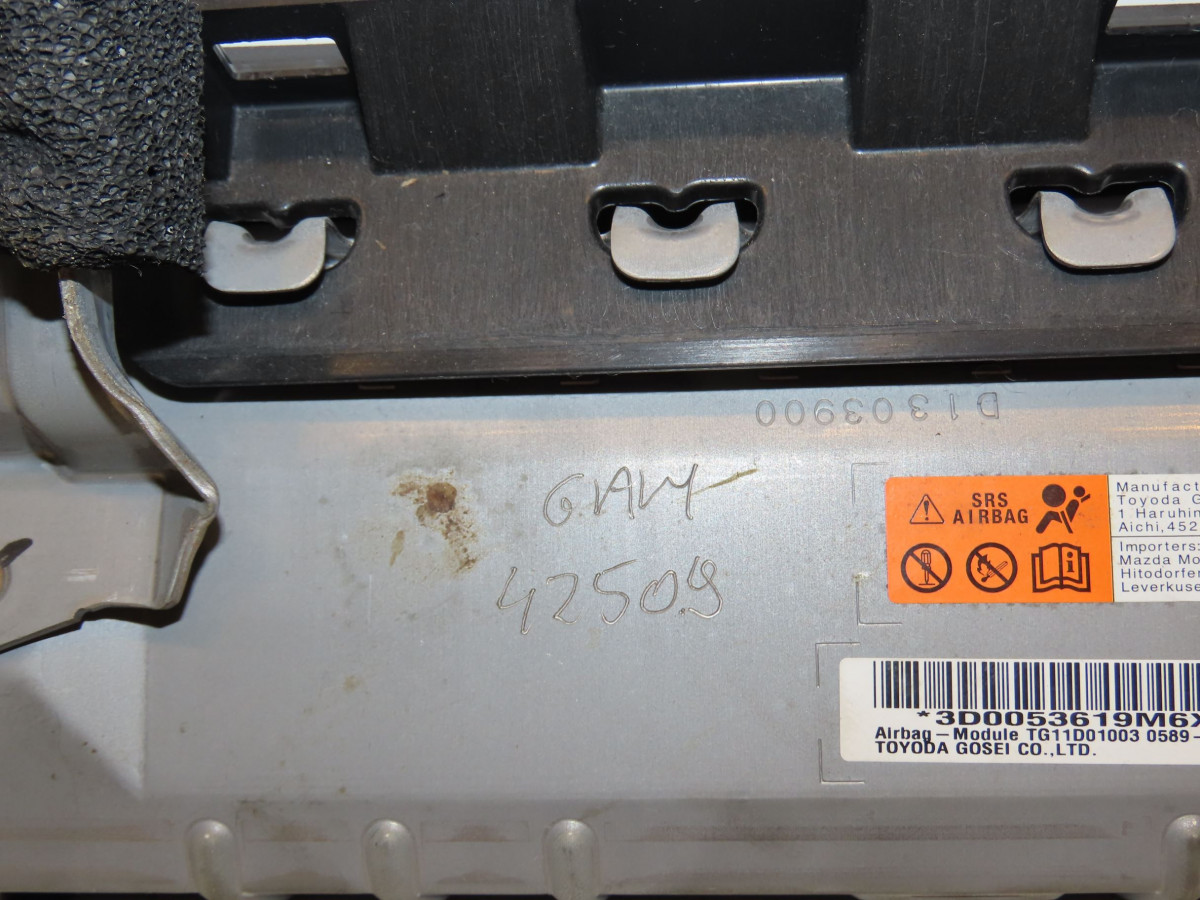 D1303900
GAM
42509
SRS
AIRBAG
Manufact
Toyoda G
1 Haruhin
Aichi,452
Importers:
Mazda Mo
Hitodorfer
Leverkuse
*3D0053619M6X
Airbag-Module TG11D01003 0589-
TOYODA GOSEI CO.,LTD.